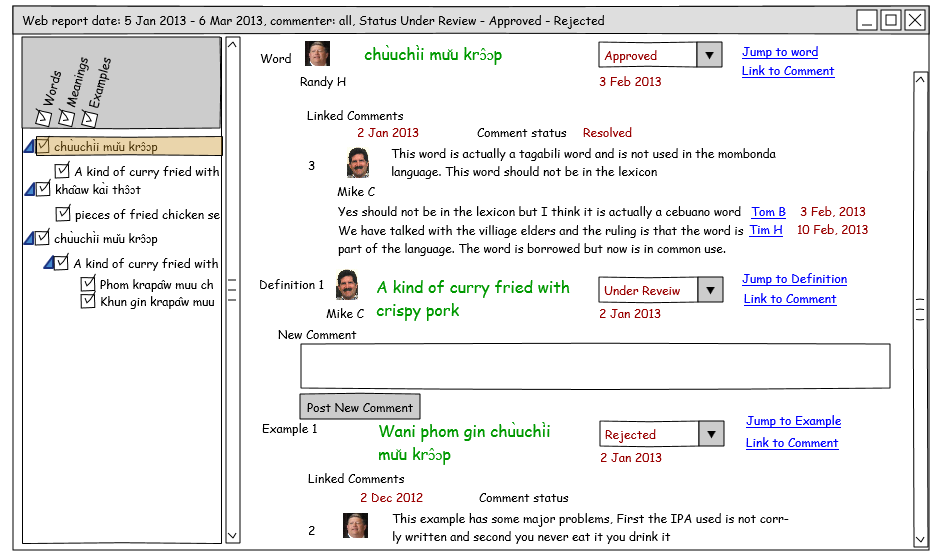 Web report date: 5 Jan 2013 - 6 Mar 2013, commenter: all, Status Under Review - Approved - Rejected
Words
Meanings
Examples
chùuchìi mǔu krɔ̂ɔp
A kind of curry fried with
khâaw kài thɔ̂ɔt
pieces of fried chicken se
chùuchìi mǔu krɔ̂ɔp
A kind of curry fried with
Phom krapâw muu ch
Khun gin krapâw muu
Word
chùuchìi mǔu krɔ̂ɔp
Approved
Jump to word
Link to Comment
Randy H
3 Feb 2013
Linked Comments
2 Jan 2013 Comment status Resolved
3
This word is actually a tagabili word and is not used in the mombonda
language. This word should not be in the lexicon
Mike C
Yes should not be in the lexicon but I think it is actually a cebuano word Tom B 3 Feb, 2013
We have talked with the villiage elders and the ruling is that the word is Tim H 10 Feb, 2013
part of the language. The word is borrowed but now is in common use.
Definition 1
A kind of curry fried with
crispy pork
Under Reveiw
Jump to Definition
Link to Comment
Mike C
2 Jan 2013
New Comment
Post New Comment
Example 1
Wani phom gin chùuchìi
mǔu krɔ̂ɔp
Rejected
Jump to Example
Link to Comment
2 Jan 2013
Linked Comments
2 Dec 2012 Comment status
2
This example has some major problems, First the IPA used is not corr-
ly written and second you never eat it you drink it